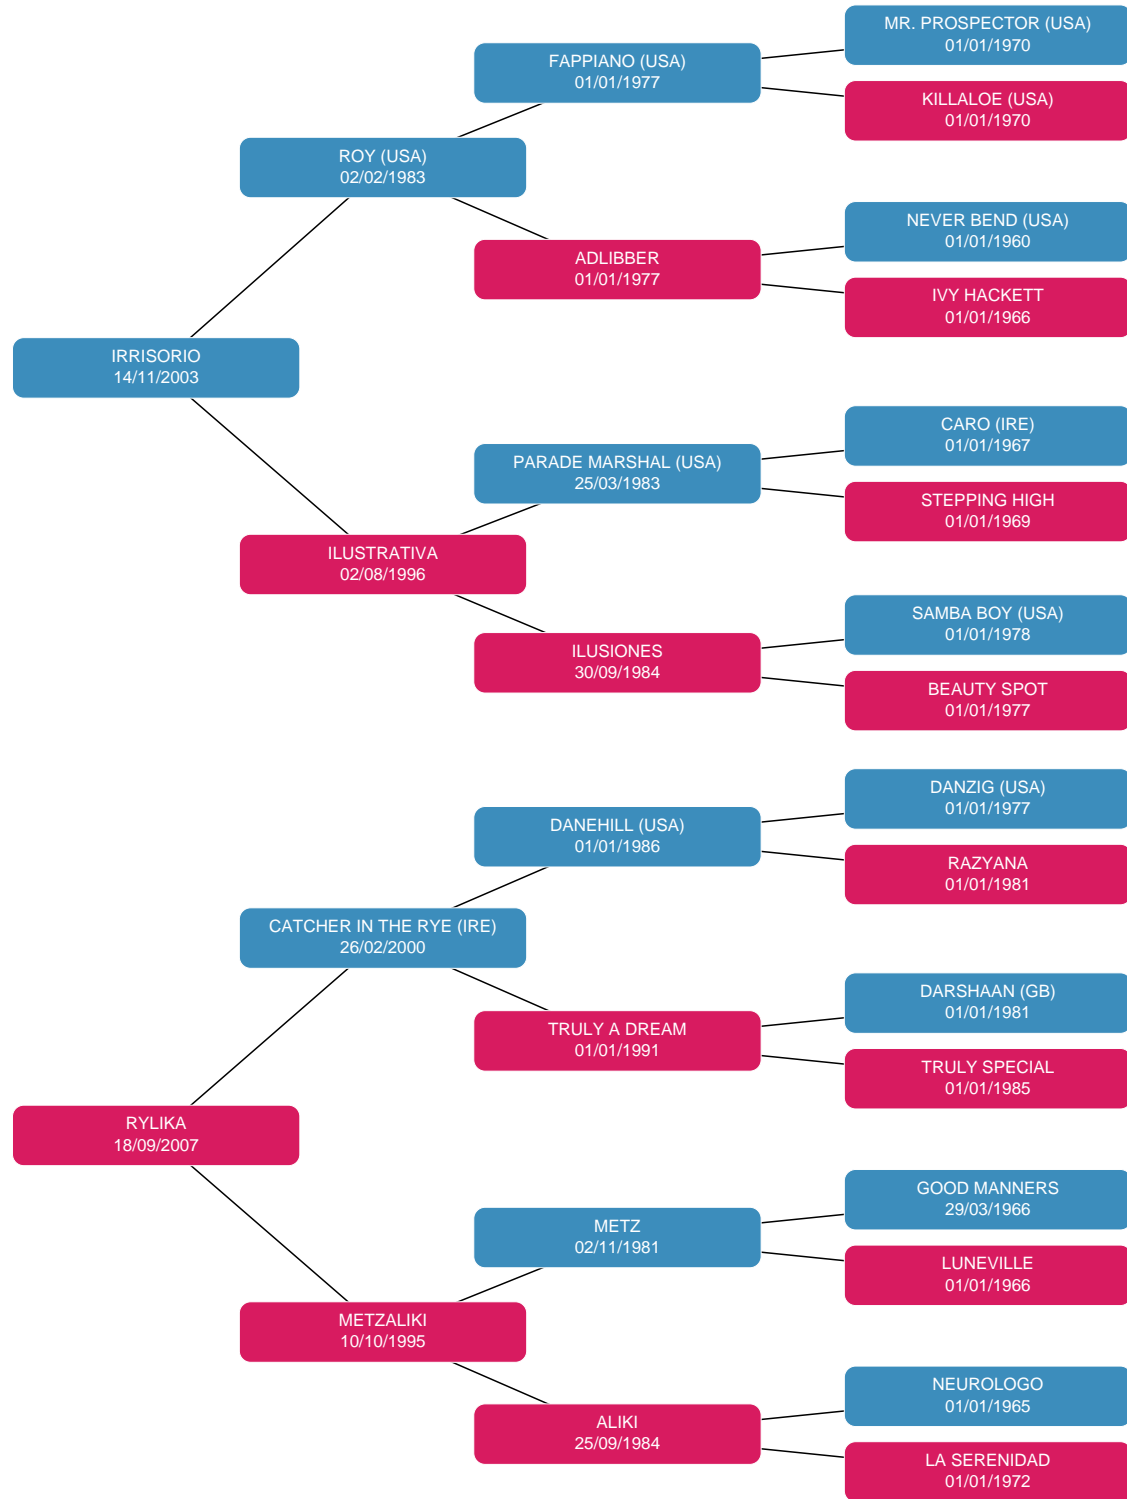 MR. PROSPECTOR (USA)
01/01/1970
FAPPIANO (USA)
01/01/1977
KILLALOE (USA)
01/01/1970
ROY (USA)
02/02/1983
NEVER BEND (USA)
01/01/1960
ADLIBBER
01/01/1977
IVY HACKETT
01/01/1966
IRRISORIO
14/11/2003
CARO (IRE)
01/01/1967
PARADE MARSHAL (USA)
25/03/1983
STEPPING HIGH
01/01/1969
ILUSTRATIVA
02/08/1996
SAMBA BOY (USA)
01/01/1978
ILUSIONES
30/09/1984
BEAUTY SPOT
01/01/1977
DANZIG (USA)
01/01/1977
DANEHILL (USA)
01/01/1986
RAZYANA
01/01/1981
CATCHER IN THE RYE (IRE)
26/02/2000
DARSHAAN (GB)
01/01/1981
TRULY A DREAM
01/01/1991
TRULY SPECIAL
01/01/1985
RYLIKA
18/09/2007
GOOD MANNERS
29/03/1966
METZ
02/11/1981
LUNEVILLE
01/01/1966
METZALIKI
10/10/1995
NEUROLOGO
01/01/1965
ALIKI
25/09/1984
LA SERENIDAD
01/01/1972